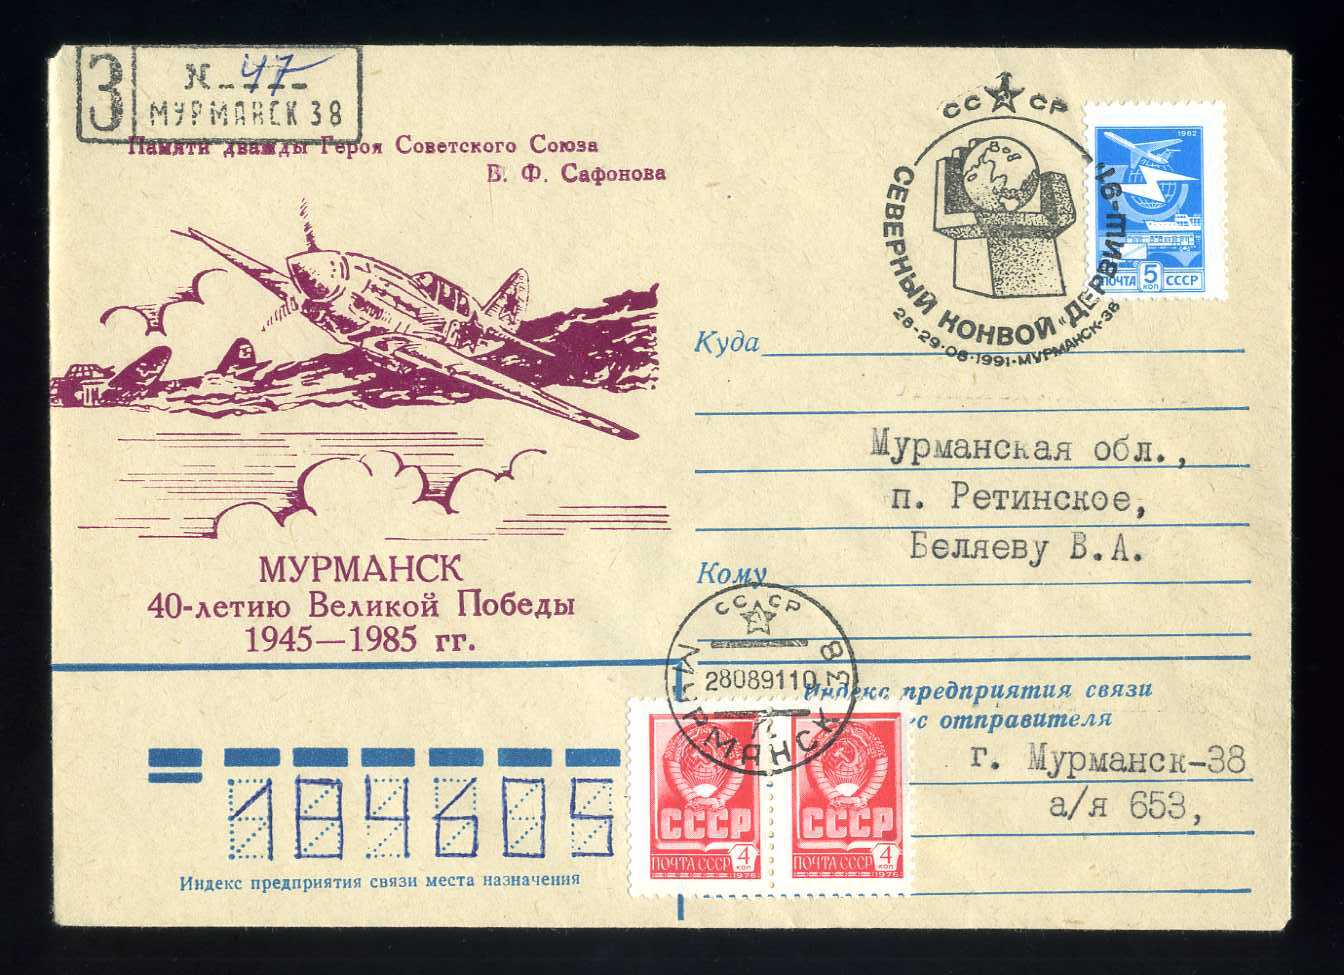 З
№ 47
МУРМАНСК 38
Памяти дважды Героя Советского Союза
Б. Ф. Сафонова
СССР
СЕВЕРНЫЙ КОНВОЙ „ДЕРВИШ-91"
28-29·08·1991·МУРМАНСК-38
1982
ПОЧТА 5 КОП СССР
Куда
Мурманская обл.,
п. Ретинское,
Беляеву В.А.
Кому
МУРМАНСК
40-летию Великой Победы
1945—1985 гг.
СССР
2808911О
МУРМАНСК 38
Индекс предприятия связи
с отправителя
г. Мурманск-38
а/я 653,
184605
Индекс предприятия связи места назначения
СССР
ПОЧТА СССР 4 КОП
1976
СССР
ПОЧТА СССР 4 КОП
1976